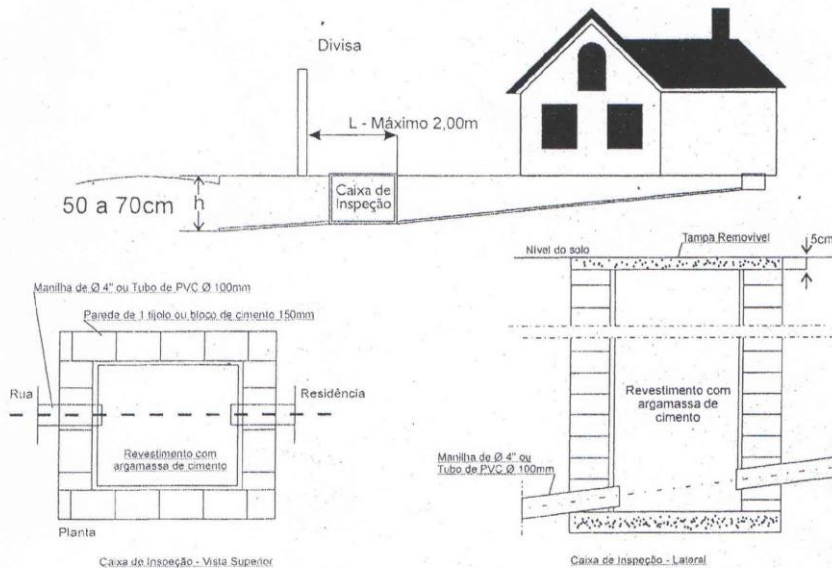 Divisa
L - Máximo 2,00m
50 a 70cm
h
Caixa de
Inspeção
Nível do solo
Tampa Removível
5cm
Manilha de Ø 4" ou Tubo de PVC Ø 100mm
Parede de 1 tijolo ou bloco de cimento 150mm
Rua
Residência
Revestimento com
argamassa de cimento
Planta
Caixa de Inspeção - Vista Superior
Revestimento com
argamassa de
cimento
Manilha de Ø 4" ou
Tubo de PVC Ø 100mm
Caixa de Inspeção - Lateral